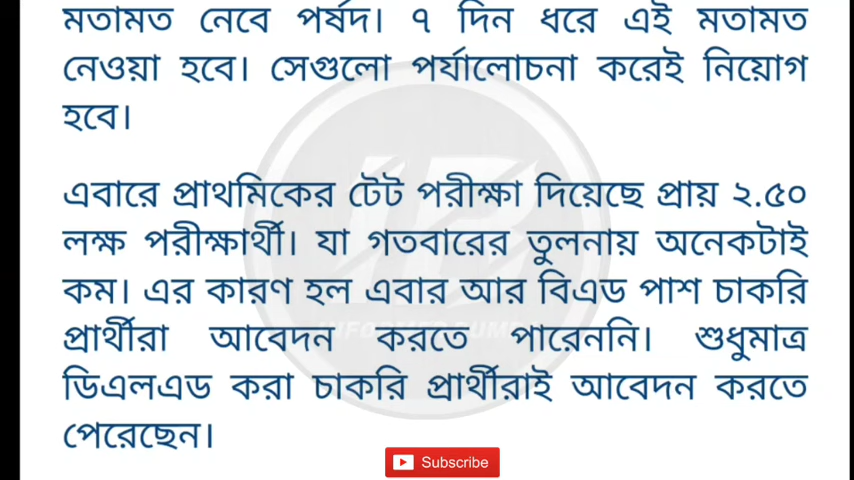 মতামত নেবে পর্ষদ। ৭ দিন ধরে এই মতামত
নেওয়া হবে। সেগুলো পর্যালোচনা করেই নিয়োগ
হবে।
এবারে প্রাথমিকের টেট পরীক্ষা দিয়েছে প্রায় ২.৫০
লক্ষ পরীক্ষার্থী। যা গতবারের তুলনায় অনেকটাই
কম। এর কারণ হল এবার আর বিএড পাশ চাকরি
প্রার্থীরা আবেদন করতে পারেননি। শুধুমাত্র
ডিএলএড করা চাকরি প্রার্থীরাই আবেদন করতে
পেরেছেন।
Subscribe